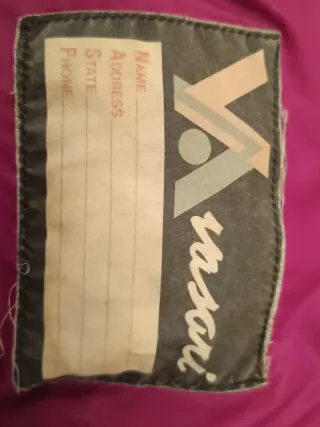 vasari
NAME
ADDRESS
STATE
PHONE